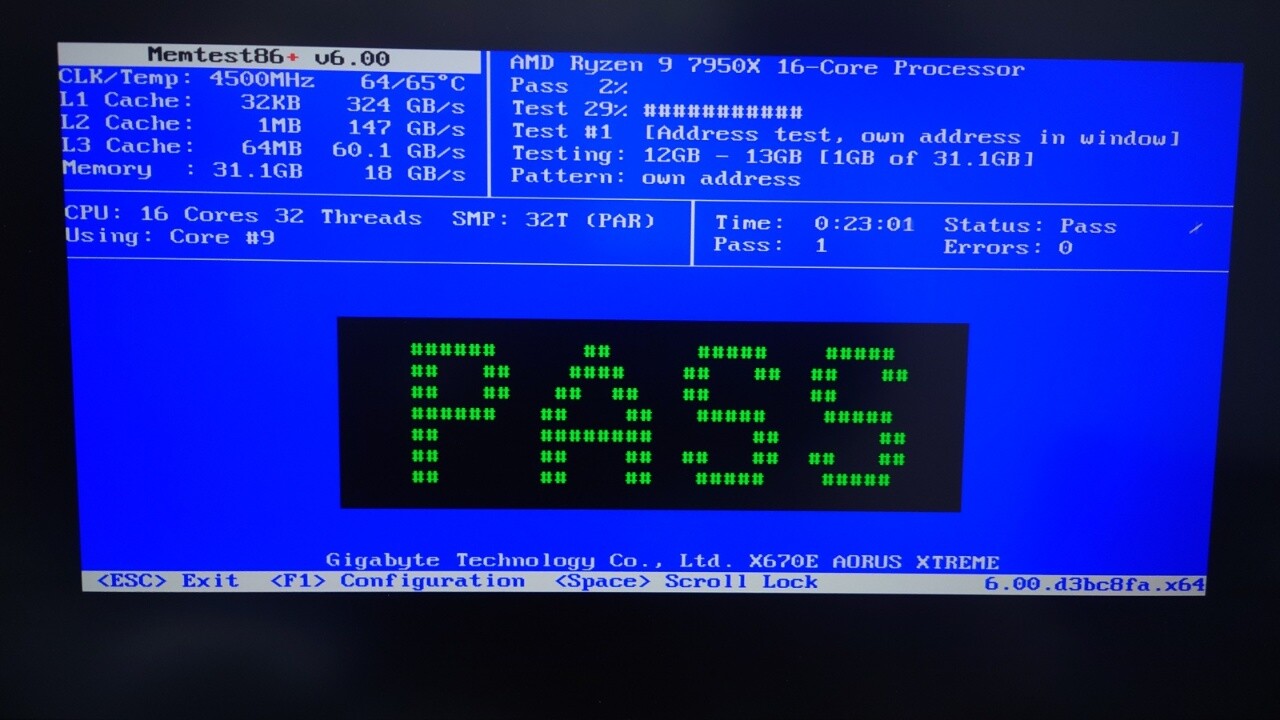 Memtest86+ v6.00
CLK/Temp: 4500MHz 64/65°C
L1 Cache: 32KB 324 GB/s
L2 Cache: 1MB 147 GB/s
L3 Cache: 64MB 60.1 GB/s
Memory : 31.1GB 18 GB/s
AMD Ryzen 9 7950X 16-Core Processor
Pass 2%
Test 29% ###########
Test #1 [Address test, own address in window]
Testing: 12GB - 13GB [1GB of 31.1GB]
Pattern: own address
CPU: 16 Cores 32 Threads SMP: 32T (PAR)
Using: Core #9
Time: 0:23:01 Status: Pass /
Pass: 1 Errors: 0
PASS
Gigabyte Technology Co., Ltd. X670E AORUS XTREME
<ESC> Exit <F1> Configuration <Space> Scroll Lock 6.00.d3bc8fa.x64